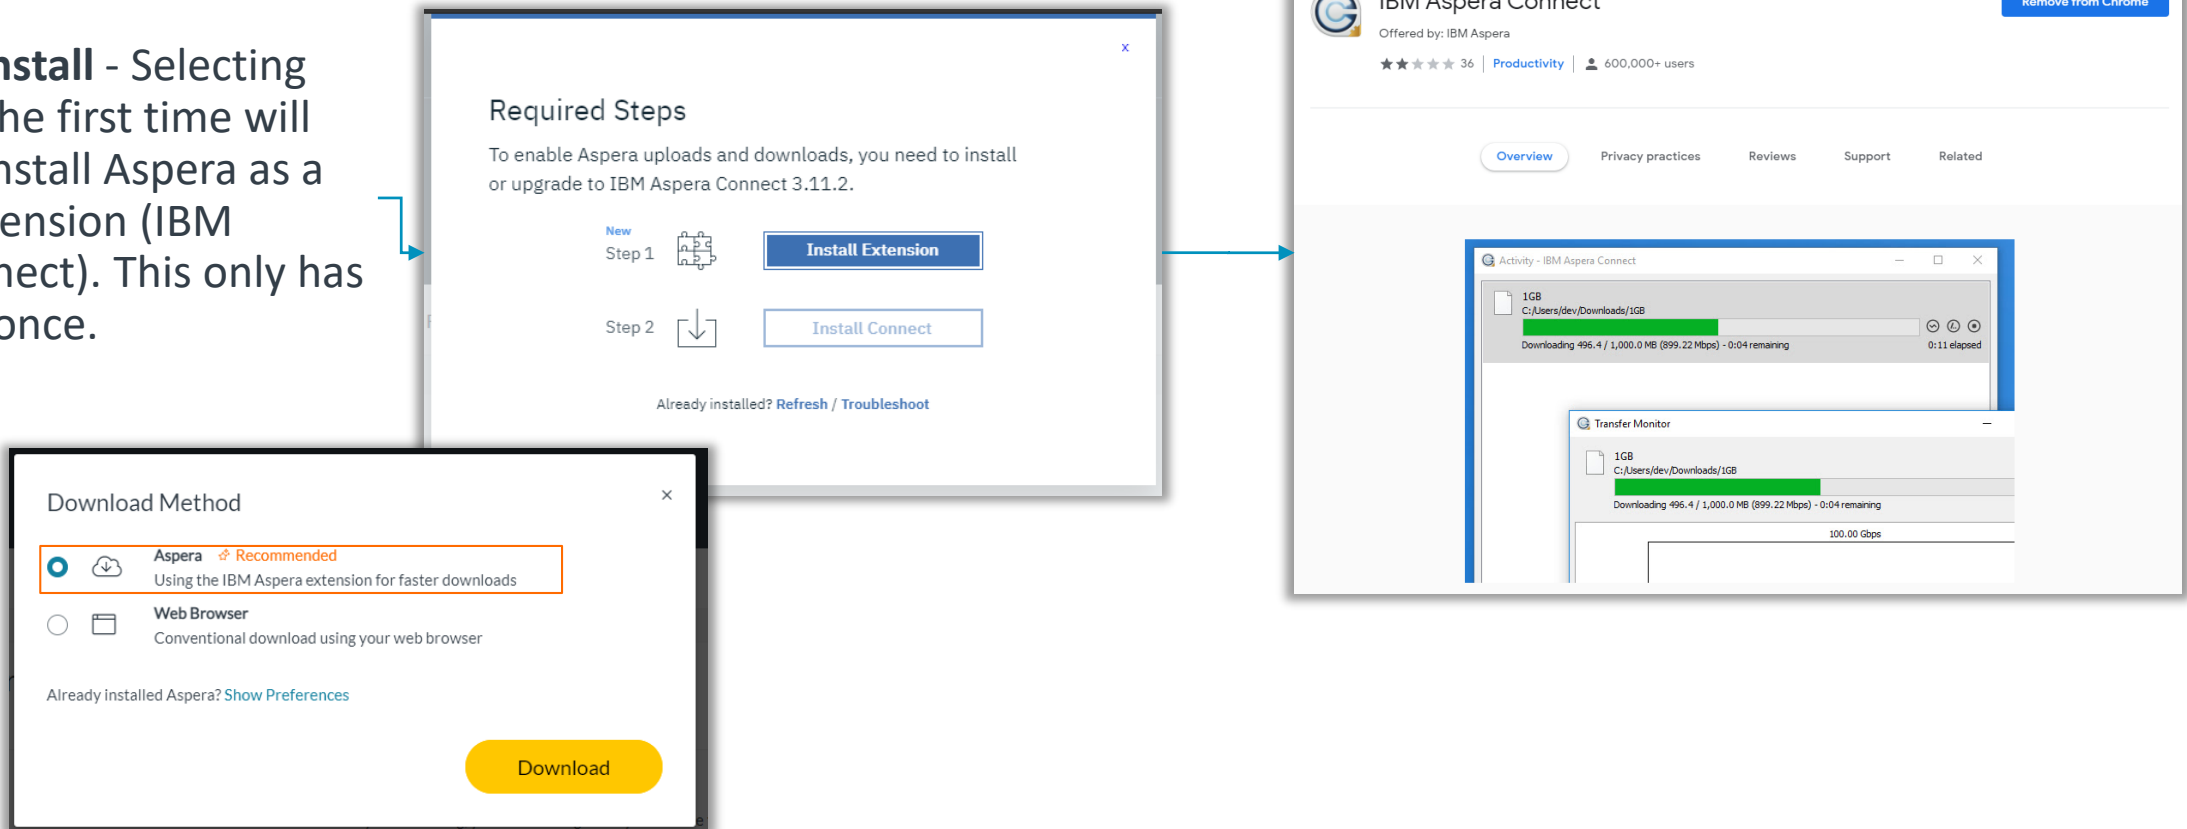 nstall - Selecting
he first time will
nstall Aspera as a
ension (IBM
nect). This only has
once.
x
Required Steps
To enable Aspera uploads and downloads, you need to install
or upgrade to IBM Aspera Connect 3.11.2.
New
Step 1
Install Extension
Step 2
Install Connect
Already installed? Refresh / Troubleshoot
Download Method
×
Aspera Recommended
Using the IBM Aspera extension for faster downloads
Web Browser
Conventional download using your web browser
Already installed Aspera? Show Preferences
Download
IBM Aspera Connect
Remove from Chrome
Offered by: IBM Aspera
36 | Productivity | 600,000+ users
Overview Privacy practices Reviews Support Related
Activity - IBM Aspera Connect
1GB
C:/Users/dev/Downloads/1GB
Downloading 496.4 / 1,000.0 MB (899.22 Mbps) - 0:04 remaining 0:11 elapsed
Transfer Monitor
1GB
C:/Users/dev/Downloads/1GB
Downloading 496.4 / 1,000.0 MB (899.22 Mbps) - 0:04 remaining
100.00 Gbps